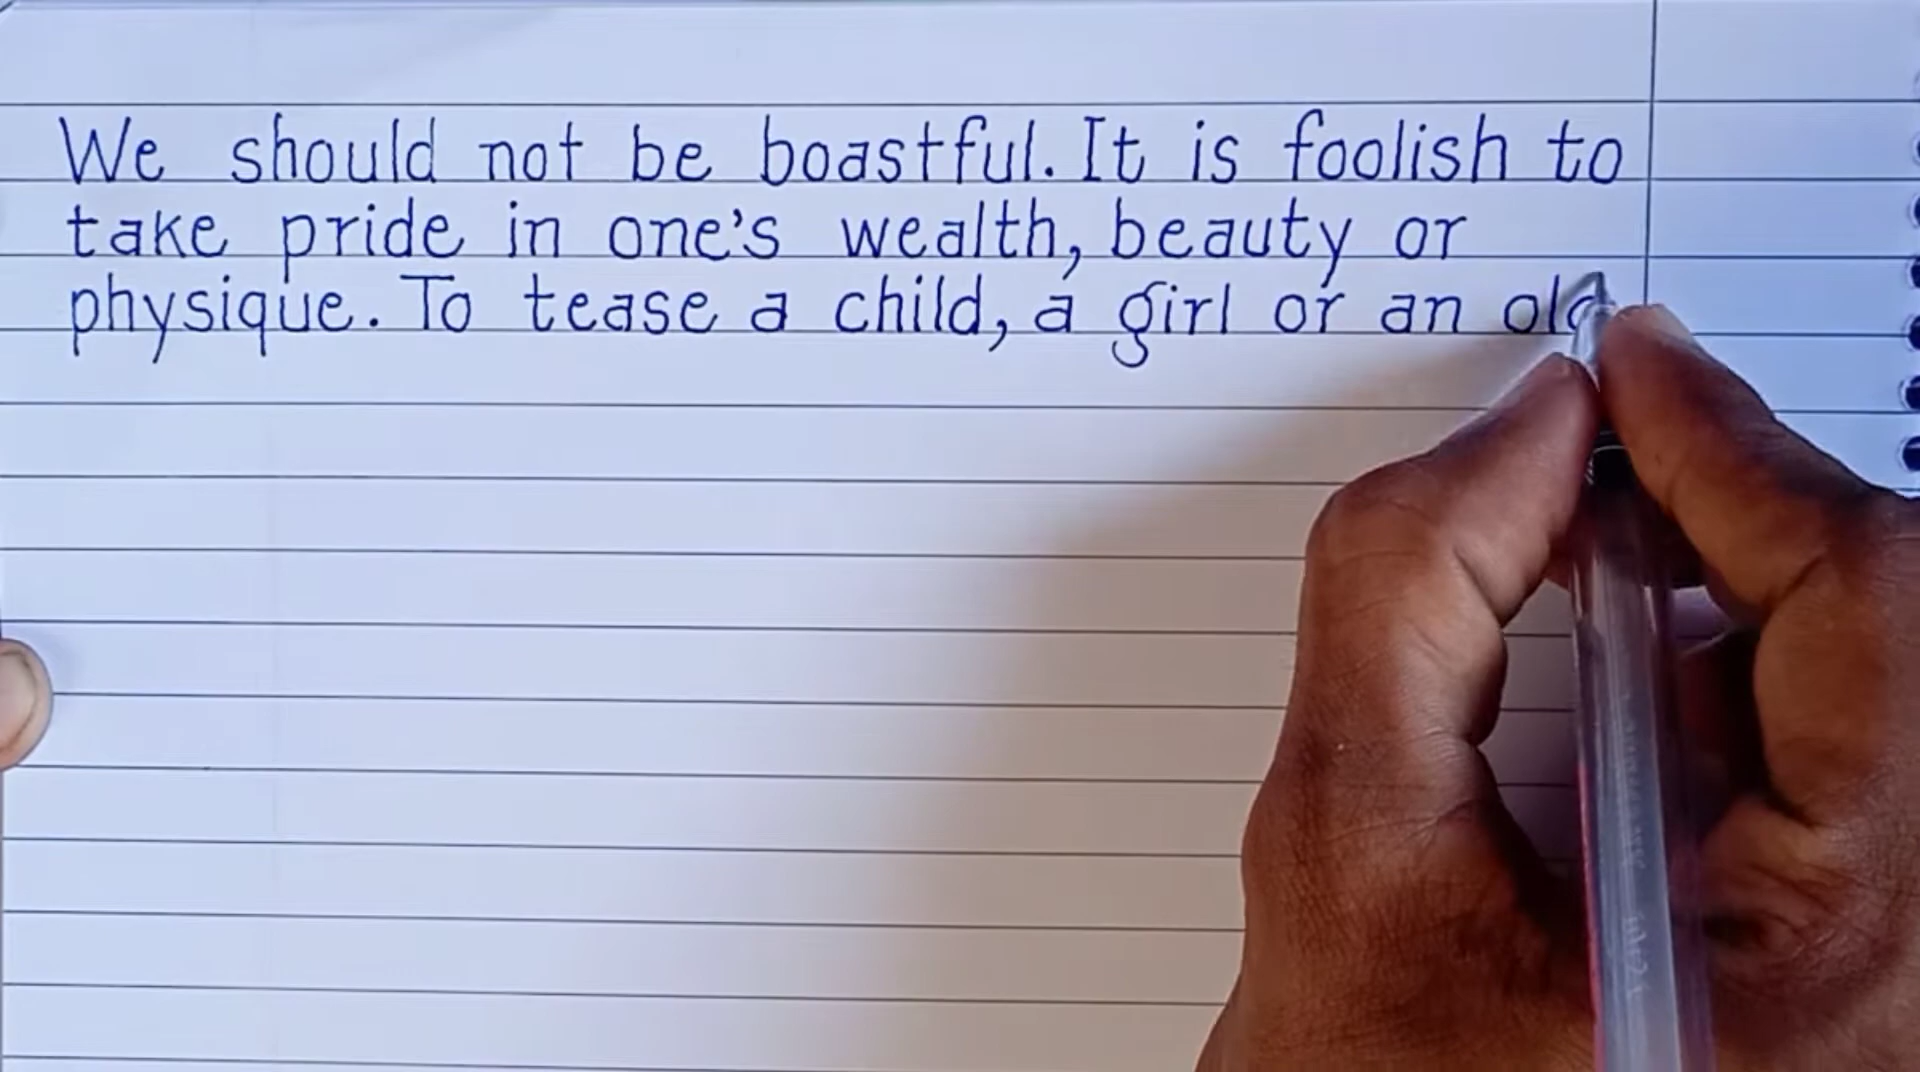 We should not be boastful. It is foolish to
take pride in one's wealth, beauty or
physique. To tease a child, a girl or an old